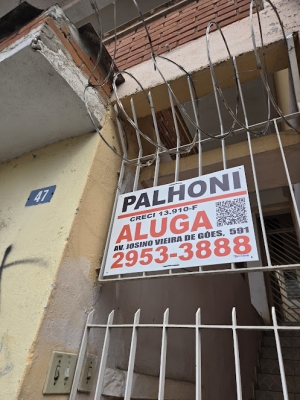 47
PALHONI
CRECI 13.910-F
ALUGA
AV. JOSINO VIEIRA DE GÓES, 591
2953-3888